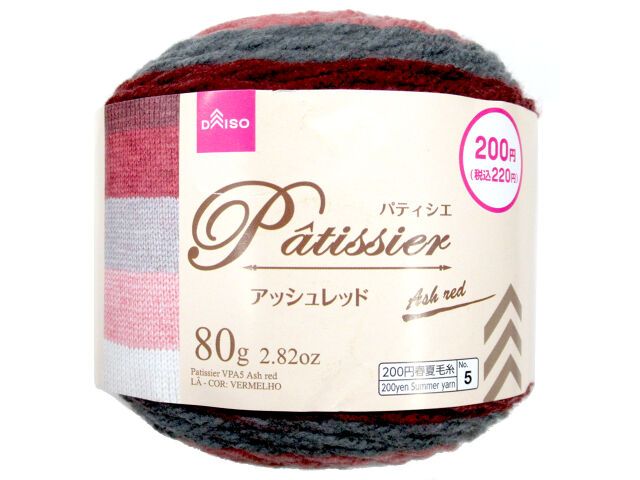 DAISO
200円
(税込220円)
パティシエ
Pâtissier
アッシュレッド
Ash red
80g 2.82oz
Patissier VPA5 Ash red
LÃ - COR: VERMELHO
200円春夏毛糸
200yen Summer yarn
No.
5